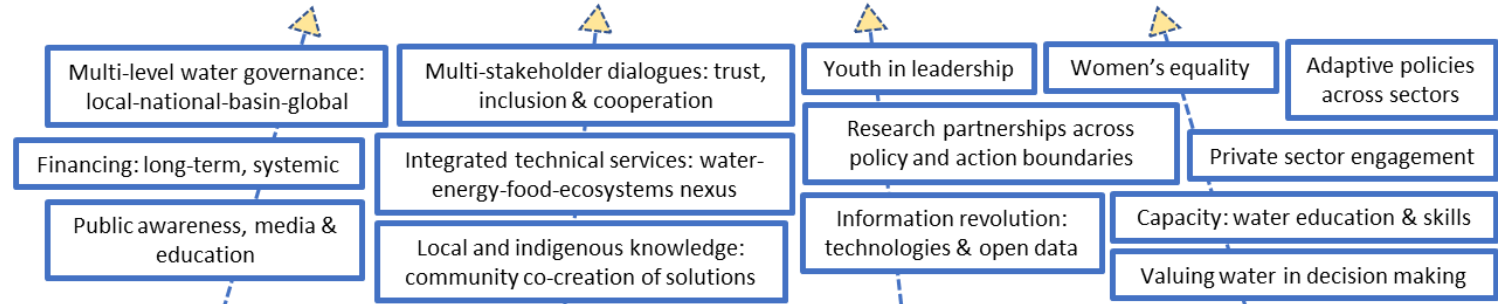 Multi-level water governance:
local-national-basin-global
Financing: long-term, systemic
Public awareness, media &
education
Multi-stakeholder dialogues: trust,
inclusion & cooperation
Integrated technical services: water-
energy-food-ecosystems nexus
Local and indigenous knowledge:
community co-creation of solutions
Youth in leadership
Research partnerships across
policy and action boundaries
Information revolution:
technologies & open data
Women’s equality
Adaptive policies
across sectors
Private sector engagement
Capacity: water education & skills
Valuing water in decision making